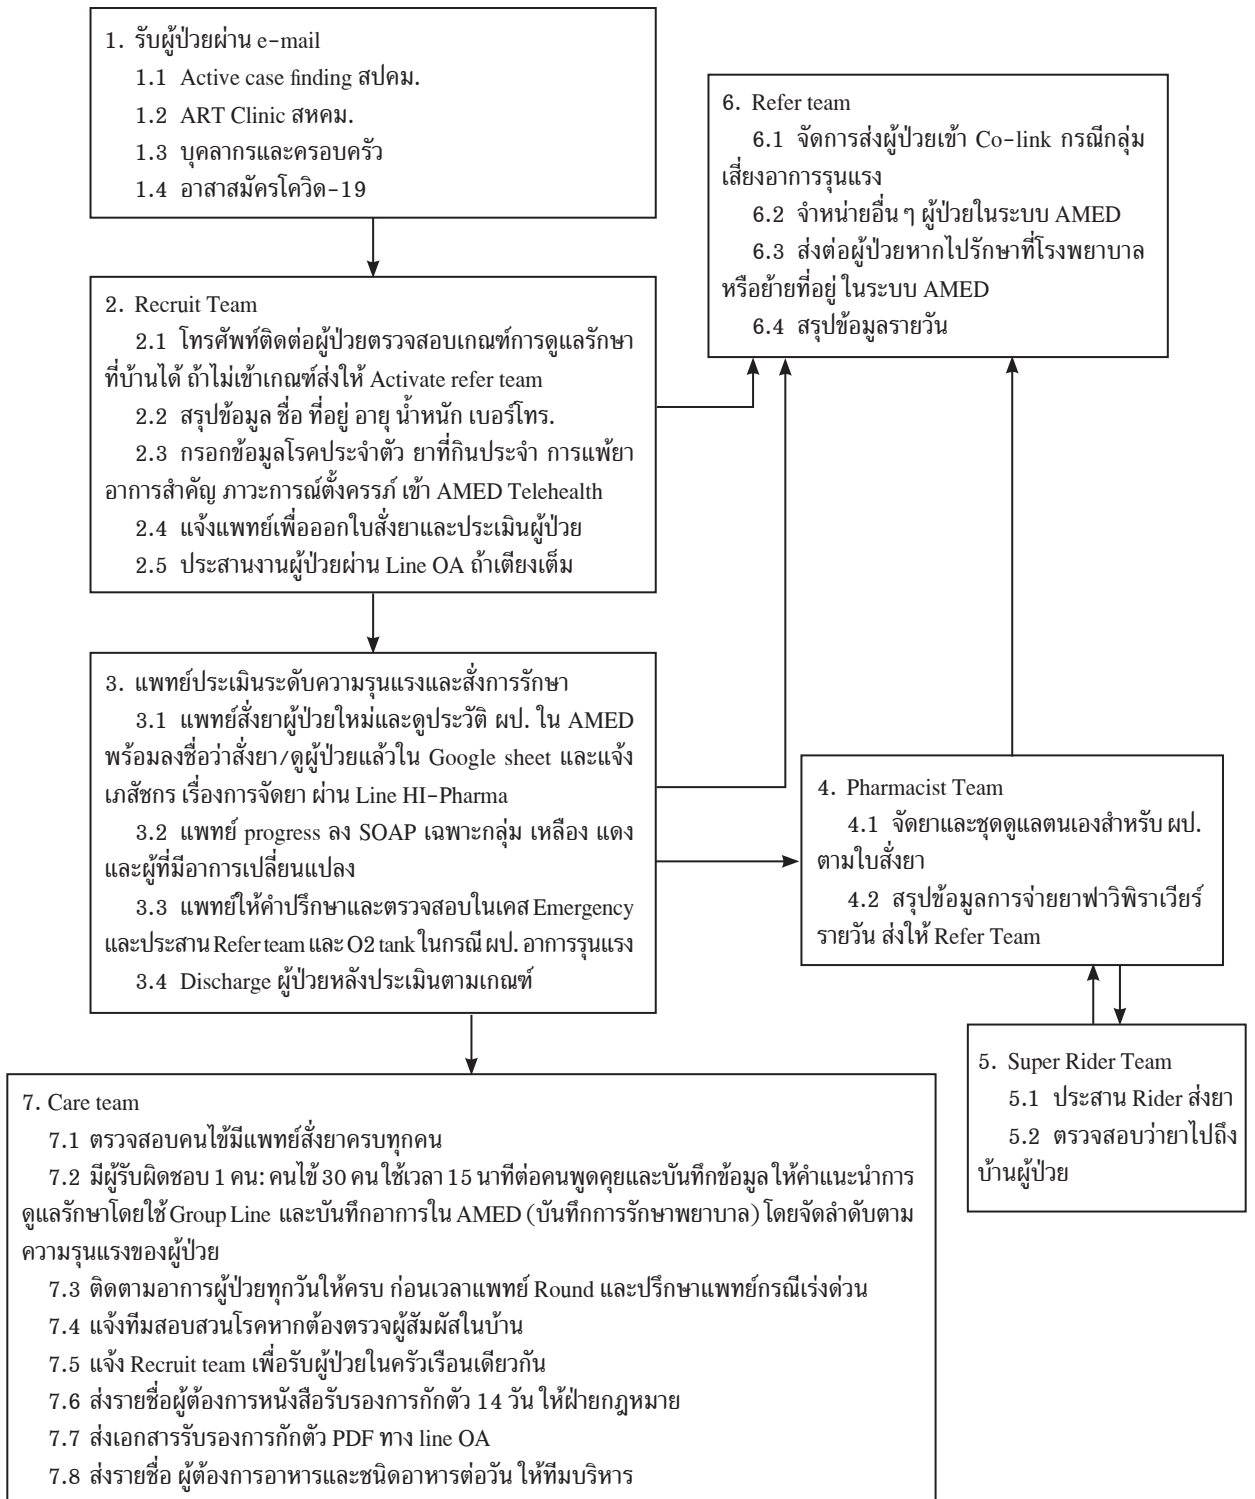 1. รับผู้ป่วยผ่าน e-mail
1.1 Active case finding สปคม.
1.2 ART Clinic สหคม.
1.3 บุคลากรและครอบครัว
1.4 อาสาสมัครโควิด-19
2. Recruit Team
2.1 โทรศัพท์ติดต่อผู้ป่วยตรวจสอบเกณฑ์การดูแลรักษา
ที่บ้านได้ ถ้าไม่เข้าเกณฑ์ส่งให้ Activate refer team
2.2 สรุปข้อมูล ชื่อ ที่อยู่ อายุ น้ำหนัก เบอร์โทร.
2.3 กรอกข้อมูลโรคประจำตัว ยาที่กินประจำ การแพ้ยา
อาการสำคัญ ภาวะการณ์ตั้งครรภ์ เข้า AMED Telehealth
2.4 แจ้งแพทย์เพื่อออกใบสั่งยาและประเมินผู้ป่วย
2.5 ประสานงานผู้ป่วยผ่าน Line OA ถ้าเตียงเต็ม
3. แพทย์ประเมินระดับความรุนแรงและสั่งการรักษา
3.1 แพทย์สั่งยาผู้ป่วยใหม่และดูประวัติ ผป. ใน AMED
พร้อมลงชื่อว่าสั่งยา/ดูผู้ป่วยแล้วใน Google sheet และแจ้ง
เภสัชกร เรื่องการจัดยา ผ่าน Line HI-Pharma
3.2 แพทย์ progress ลง SOAP เฉพาะกลุ่ม เหลือง แดง
และผู้ที่มีอาการเปลี่ยนแปลง
3.3 แพทย์ให้คำปรึกษาและตรวจสอบในเคส Emergency
และประสาน Refer team และ O2 tank ในกรณี ผป. อาการรุนแรง
3.4 Discharge ผู้ป่วยหลังประเมินตามเกณฑ์
6. Refer team
6.1 จัดการส่งผู้ป่วยเข้า Co-link กรณีกลุ่ม
เสี่ยงอาการรุนแรง
6.2 จำหน่ายอื่น ๆ ผู้ป่วยในระบบ AMED
6.3 ส่งต่อผู้ป่วยหากไปรักษาที่โรงพยาบาล
หรือย้ายที่อยู่ ในระบบ AMED
6.4 สรุปข้อมูลรายวัน
4. Pharmacist Team
4.1 จัดยาและชุดดูแลตนเองสำหรับ ผป.
ตามใบสั่งยา
4.2 สรุปข้อมูลการจ่ายยาฟาวิพิราเวียร์
รายวัน ส่งให้ Refer Team
5. Super Rider Team
5.1 ประสาน Rider ส่งยา
5.2 ตรวจสอบว่ายาไปถึง
บ้านผู้ป่วย
7. Care team
7.1 ตรวจสอบคนไข้มีแพทย์สั่งยาครบทุกคน
7.2 มีผู้รับผิดชอบ 1 คน: คนไข้ 30 คน ใช้เวลา 15 นาทีต่อคนพูดคุยและบันทึกข้อมูล ให้คำแนะนำการ
ดูแลรักษาโดยใช้ Group Line และบันทึกอาการใน AMED (บันทึกการรักษาพยาบาล) โดยจัดลำดับตาม
ความรุนแรงของผู้ป่วย
7.3 ติดตามอาการผู้ป่วยทุกวันให้ครบ ก่อนเวลาแพทย์ Round และปรึกษาแพทย์กรณีเร่งด่วน
7.4 แจ้งทีมสอบสวนโรคหากต้องตรวจผู้สัมผัสในบ้าน
7.5 แจ้ง Recruit team เพื่อรับผู้ป่วยในครัวเรือนเดียวกัน
7.6 ส่งรายชื่อผู้ต้องการหนังสือรับรองการกักตัว 14 วัน ให้ฝ่ายกฎหมาย
7.7 ส่งเอกสารรับรองการกักตัว PDF ทาง line OA
7.8 ส่งรายชื่อ ผู้ต้องการอาหารและชนิดอาหารต่อวัน ให้ทีมบริหาร